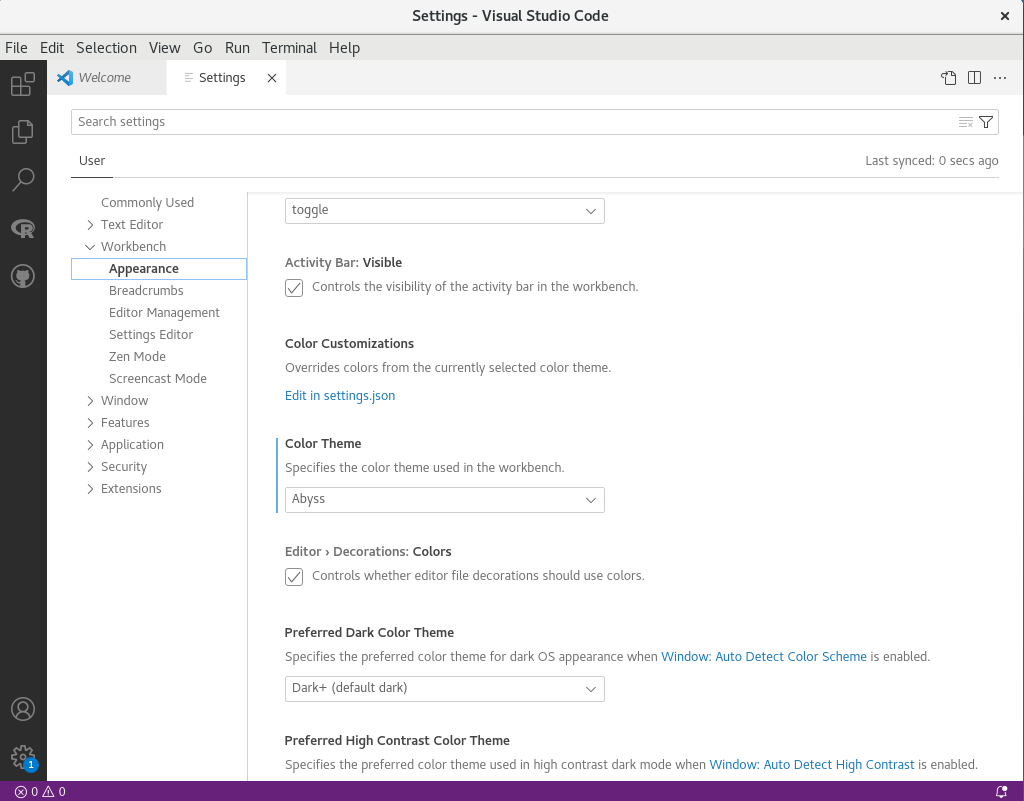 Settings - Visual Studio Code
File Edit Selection View Go Run Terminal Help
Welcome
Settings
Search settings
User
Last synced: 0 secs ago
Commonly Used
Text Editor
Workbench
Appearance
Breadcrumbs
Editor Management
Settings Editor
Zen Mode
Screencast Mode
Window
Features
Application
Security
Extensions
toggle
Activity Bar: Visible
Controls the visibility of the activity bar in the workbench.
Color Customizations
Overrides colors from the currently selected color theme.
Edit in settings.json
Color Theme
Specifies the color theme used in the workbench.
Abyss
Editor › Decorations: Colors
Controls whether editor file decorations should use colors.
Preferred Dark Color Theme
Specifies the preferred color theme for dark OS appearance when Window: Auto Detect Color Scheme is enabled.
Dark+ (default dark)
Preferred High Contrast Color Theme
Specifies the preferred color theme used in high contrast dark mode when Window: Auto Detect High Contrast is enabled.
1
0 0